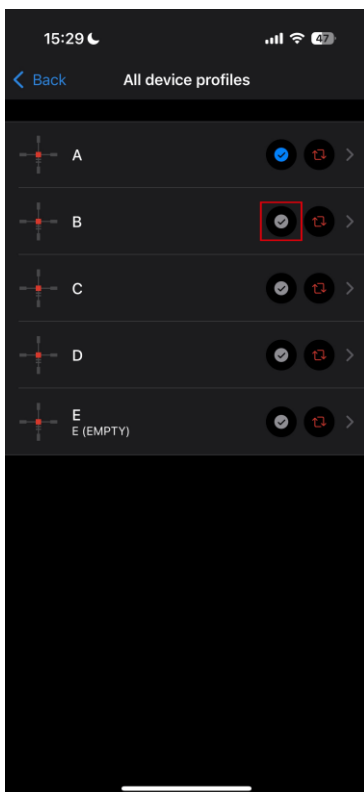 15:29
47
Back
All device profiles
A
B
C
D
E
E (EMPTY)